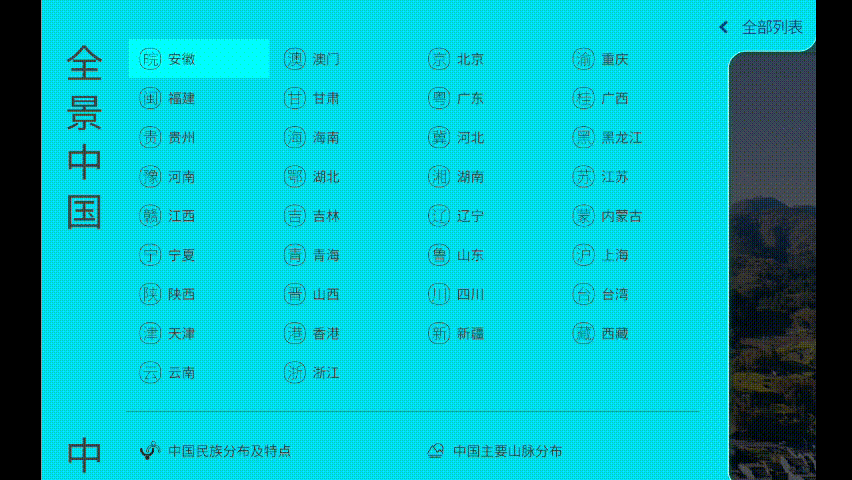 全部列表
全景中国
院 安徽 澳 澳门 京 北京 渝 重庆
闽 福建 甘 甘肃 粤 广东 桂 广西
贵 贵州 海 海南 冀 河北 黑 黑龙江
豫 河南 鄂 湖北 湘 湖南 苏 江苏
赣 江西 吉 吉林 辽 辽宁 蒙 内蒙古
宁 宁夏 青 青海 鲁 山东 沪 上海
陕 陕西 晋 山西 川 四川 台 台湾
津 天津 港 香港 新 新疆 藏 西藏
云 云南 浙 浙江
中
中国民族分布及特点 中国主要山脉分布